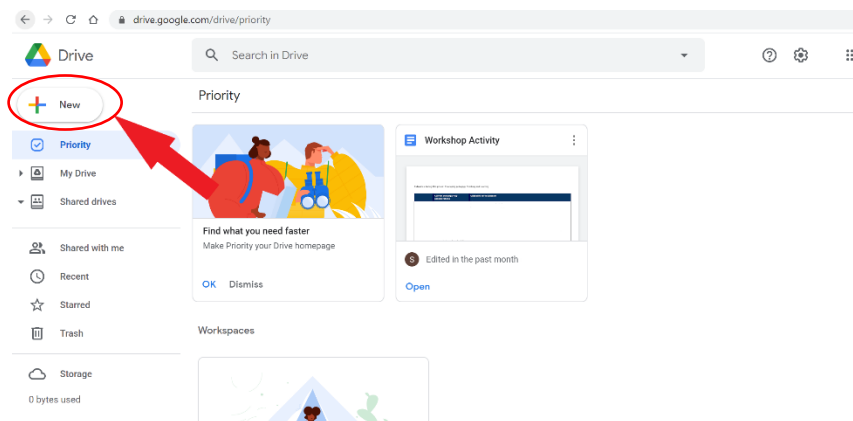 drive.google.com/drive/priority
Drive
Search in Drive
New
Priority
My Drive
Shared drives
Shared with me
Recent
Starred
Trash
Storage
0 bytes used
Priority
Find what you need faster
Make Priority your Drive homepage
OK Dismiss
Workshop Activity
S Edited in the past month
Open
Workspaces